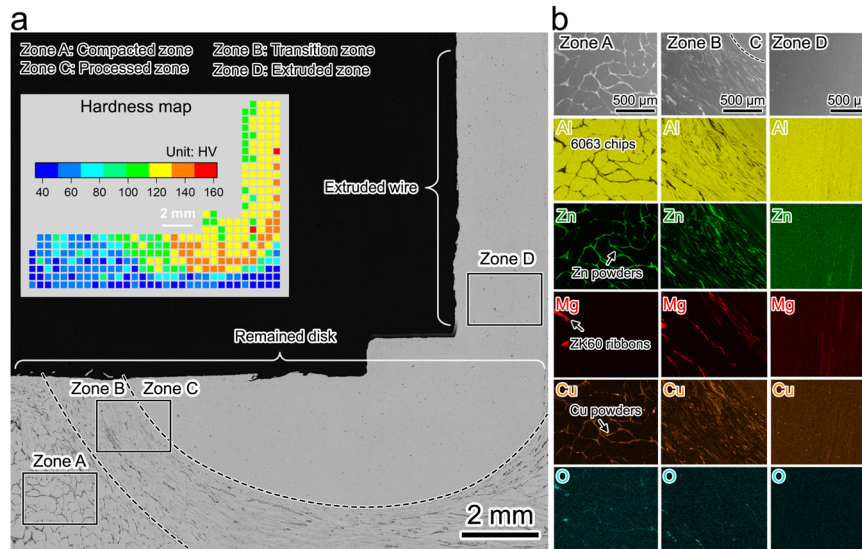 a
Zone A: Compacted zone
Zone B: Transition zone
Zone C: Processed zone
Zone D: Extruded zone
Hardness map
Unit: HV
40 60 80 100 120 140 160
2 mm
Extruded wire
Zone D
Remained disk
Zone B
Zone C
Zone A
2 mm
b
Zone A
Zone B
C
Zone D
500 µm
500 µm
500 µm
Al
Al
Al
6063 chips
Zn
Zn
Zn
Zn powders
Mg
Mg
Mg
ZK60 ribbons
Cu
Cu
Cu
Cu powders
O
O
O